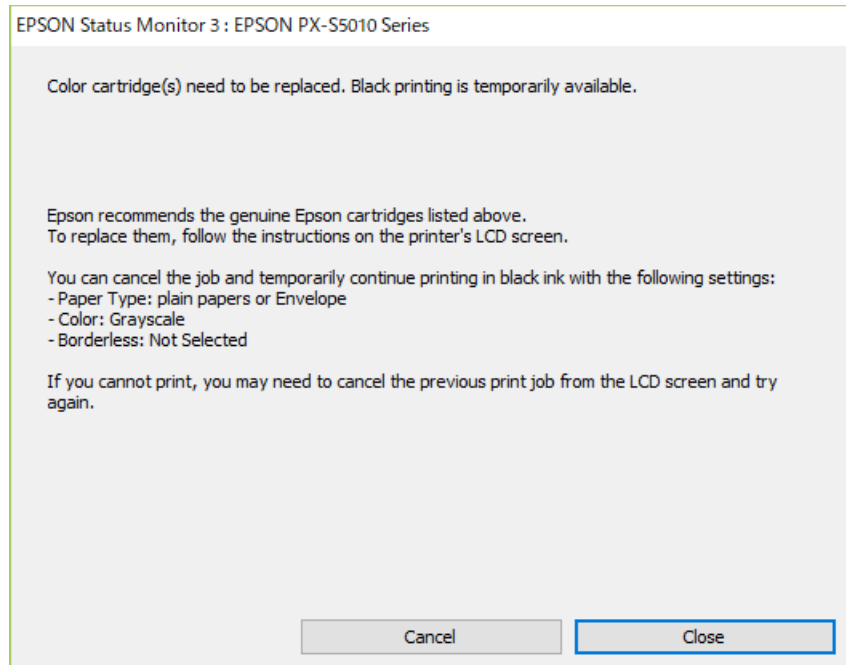 EPSON Status Monitor 3 : EPSON PX-S5010 Series
Color cartridge(s) need to be replaced. Black printing is temporarily available.
Epson recommends the genuine Epson cartridges listed above.
To replace them, follow the instructions on the printer's LCD screen.
You can cancel the job and temporarily continue printing in black ink with the following settings:
- Paper Type: plain papers or Envelope
- Color: Grayscale
- Borderless: Not Selected
If you cannot print, you may need to cancel the previous print job from the LCD screen and try
again.
Cancel
Close